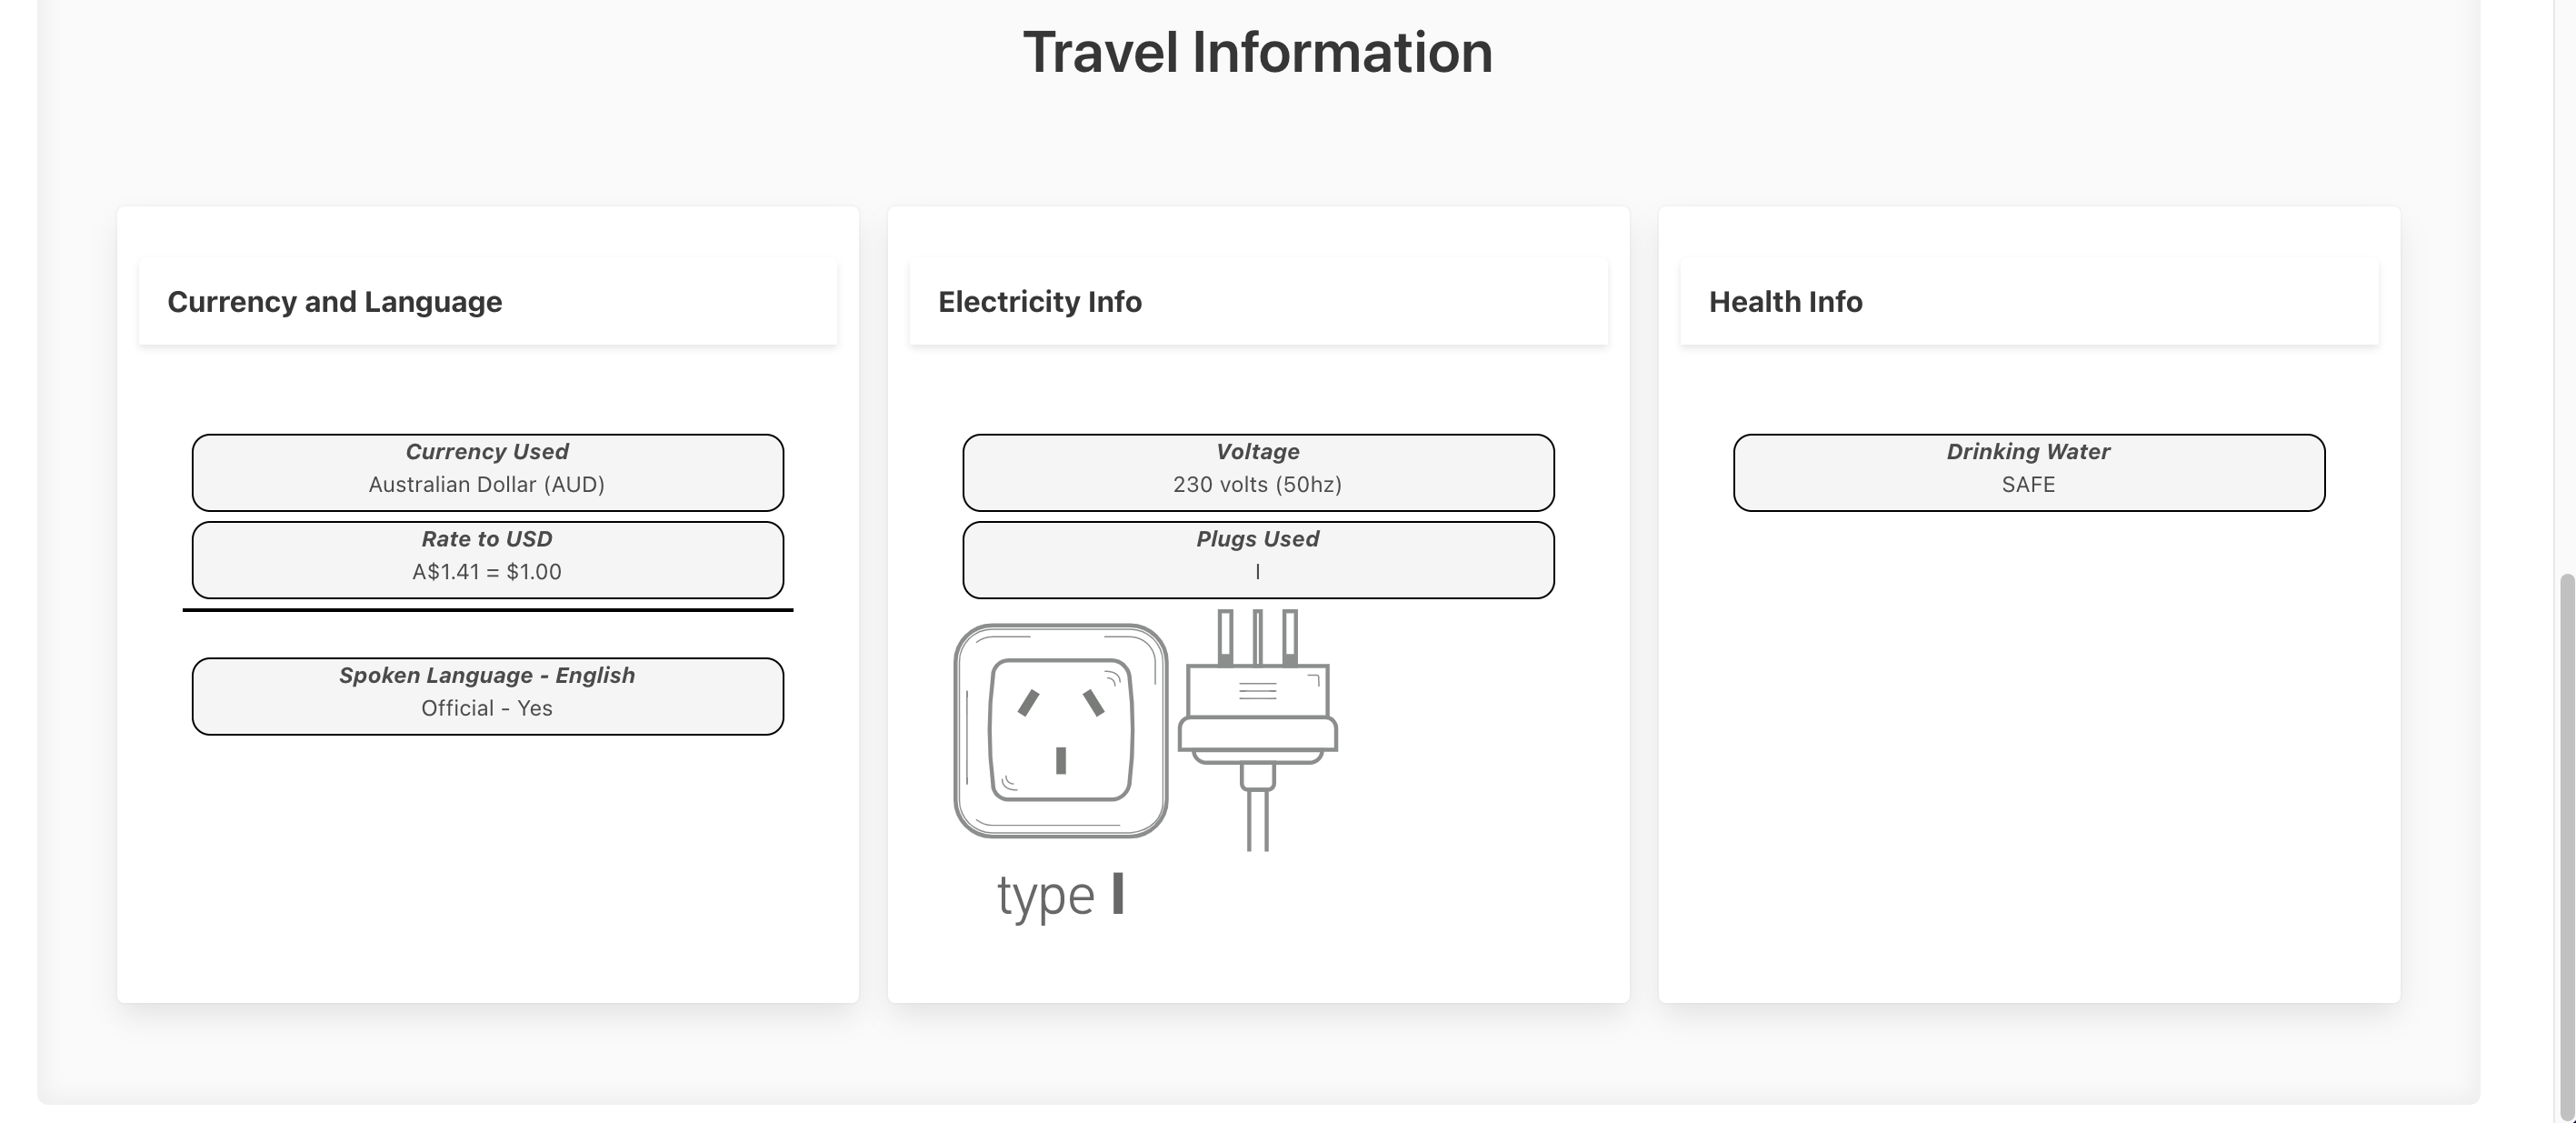 Travel Information
Currency and Language
Currency Used
Australian Dollar (AUD)
Rate to USD
A$1.41 = $1.00
Spoken Language - English
Official - Yes
Electricity Info
Voltage
230 volts (50hz)
Plugs Used
I
type I
Health Info
Drinking Water
SAFE